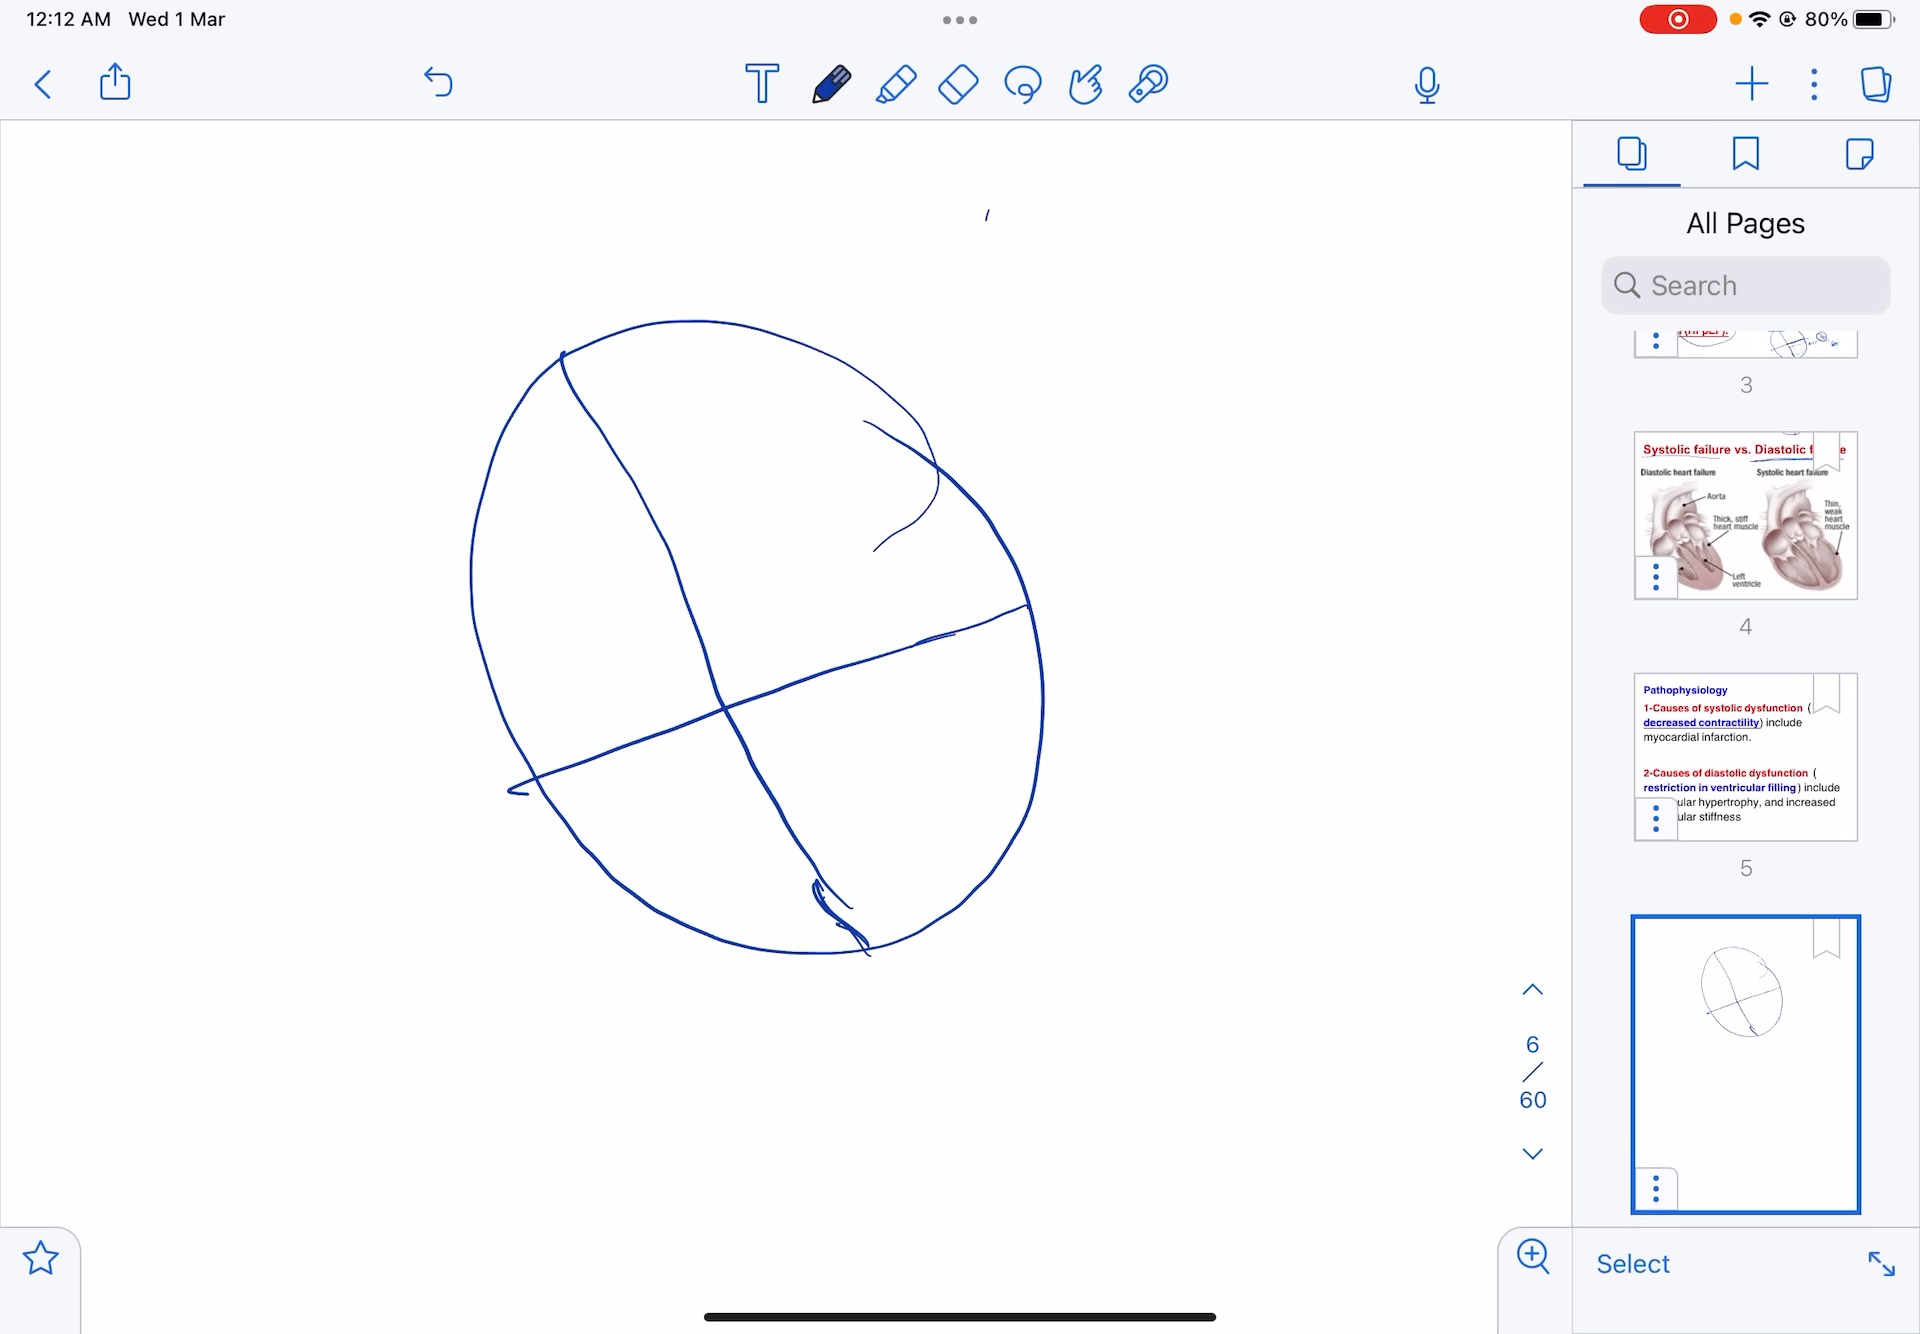 12:12 AM Wed 1 Mar
80%
All Pages
Search
3
Systolic failure vs. Diastolic f e
Diastolic heart failure
Systolic heart failure
Aorta
Thick, stiff
heart muscle
Thin,
weak
heart
muscle
Left
ventricle
4
Pathophysiology
1-Causes of systolic dysfunction (
decreased contractility) include
myocardial infarction.
2-Causes of diastolic dysfunction (
restriction in ventricular filling) include
ular hypertrophy, and increased
ular stiffness
5
6
/
60
Select